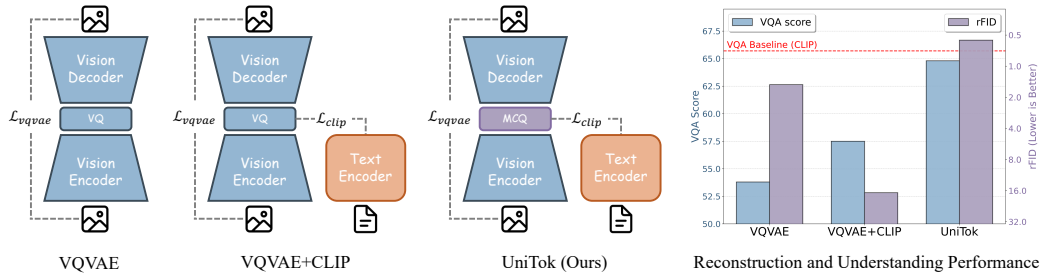 Vision
Decoder
ℒvqvae
VQ
Vision
Encoder
VQVAE
Vision
Decoder
ℒvqvae
VQ
ℒclip
Vision
Encoder
Text
Encoder
VQVAE+CLIP
Vision
Decoder
ℒvqvae
MCQ
ℒclip
Vision
Encoder
Text
Encoder
UniTok (Ours)
VQA score
rFID
VQA Baseline (CLIP)
VQA Score
67.5
65.0
62.5
60.0
57.5
55.0
52.5
50.0
0.5
1.0
2.0
4.0
8.0
16.0
32.0
rFID (Lower is Better)
VQVAE
VQVAE+CLIP
UniTok
Reconstruction and Understanding Performance